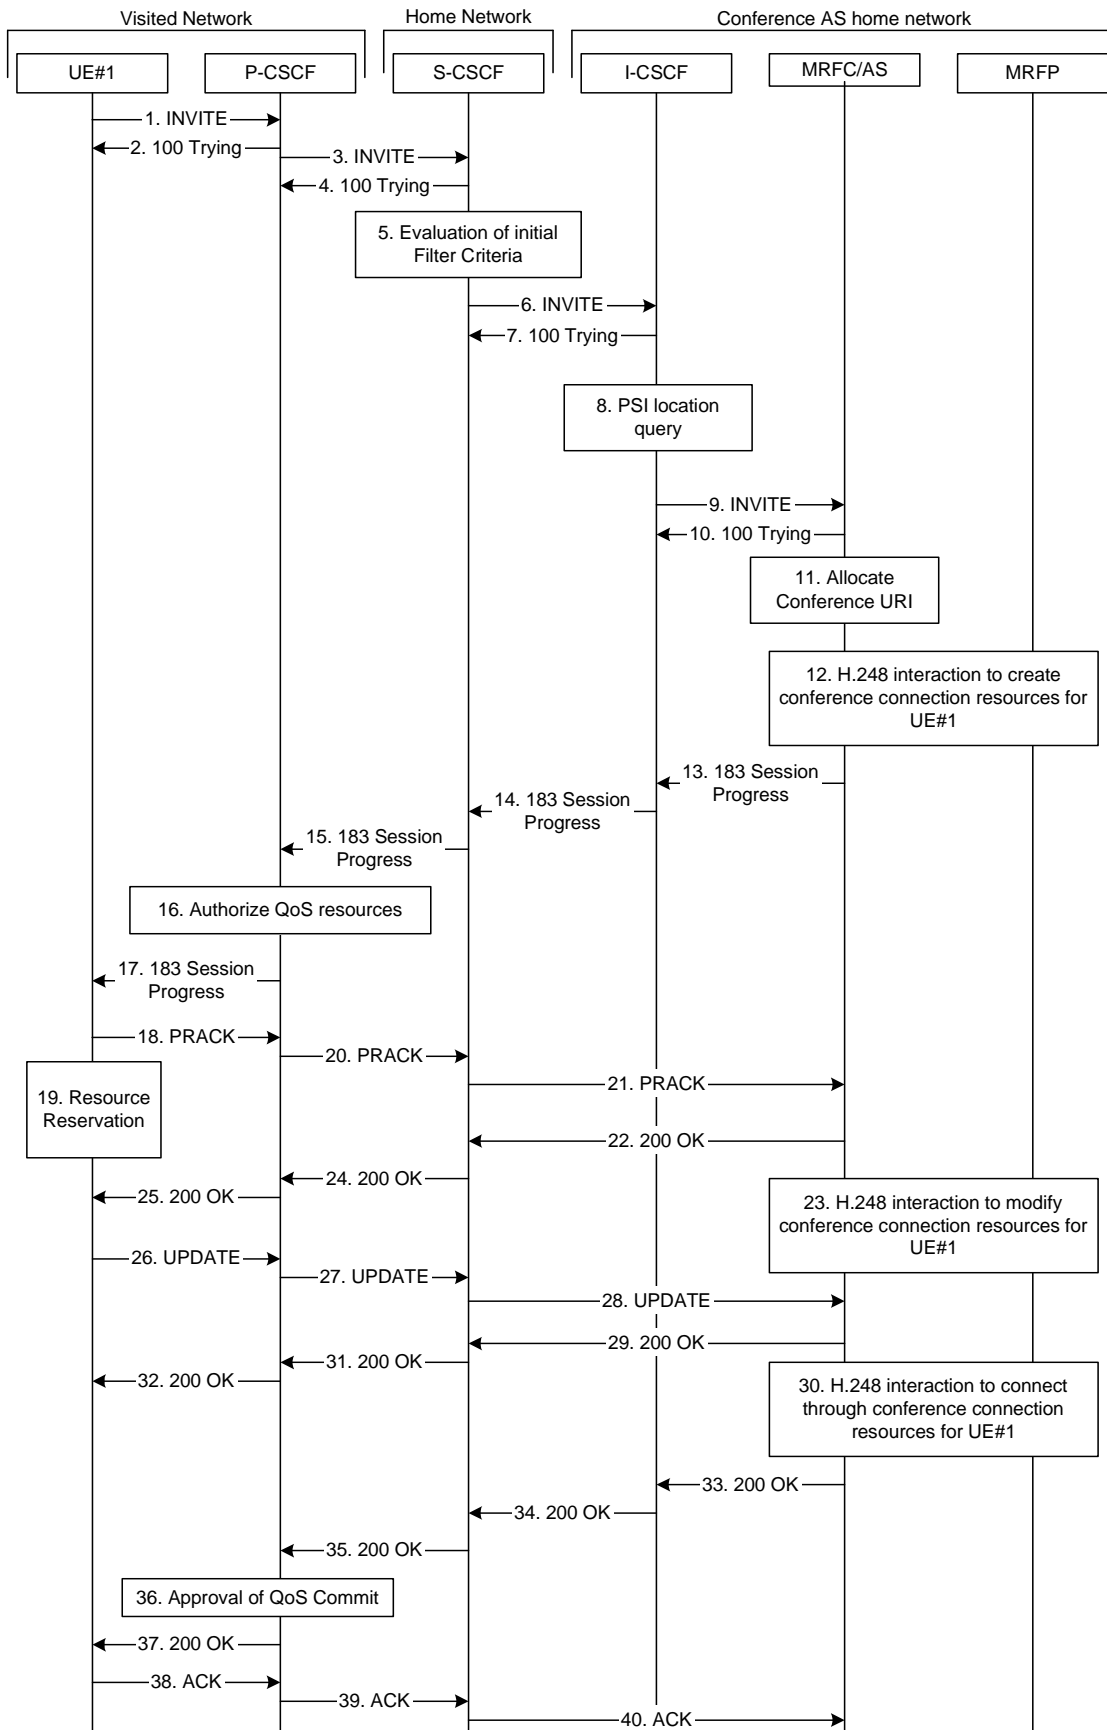 Visited Network
Home Network
Conference AS home network
UE#1
P-CSCF
S-CSCF
I-CSCF
MRFC/AS
MRFP
1. INVITE
2. 100 Trying
3. INVITE
4. 100 Trying
5. Evaluation of initial
Filter Criteria
6. INVITE
7. 100 Trying
8. PSI location
query
9. INVITE
10. 100 Trying
11. Allocate
Conference URI
12. H.248 interaction to create
conference connection resources for
UE#1
13. 183 Session
Progress
14. 183 Session
Progress
15. 183 Session
Progress
16. Authorize QoS resources
17. 183 Session
Progress
18. PRACK
20. PRACK
19. Resource
Reservation
21. PRACK
22. 200 OK
24. 200 OK
25. 200 OK
23. H.248 interaction to modify
conference connection resources for
UE#1
26. UPDATE
27. UPDATE
28. UPDATE
29. 200 OK
31. 200 OK
32. 200 OK
30. H.248 interaction to connect
through conference connection
resources for UE#1
33. 200 OK
34. 200 OK
35. 200 OK
36. Approval of QoS Commit
37. 200 OK
38. ACK
39. ACK
40. ACK